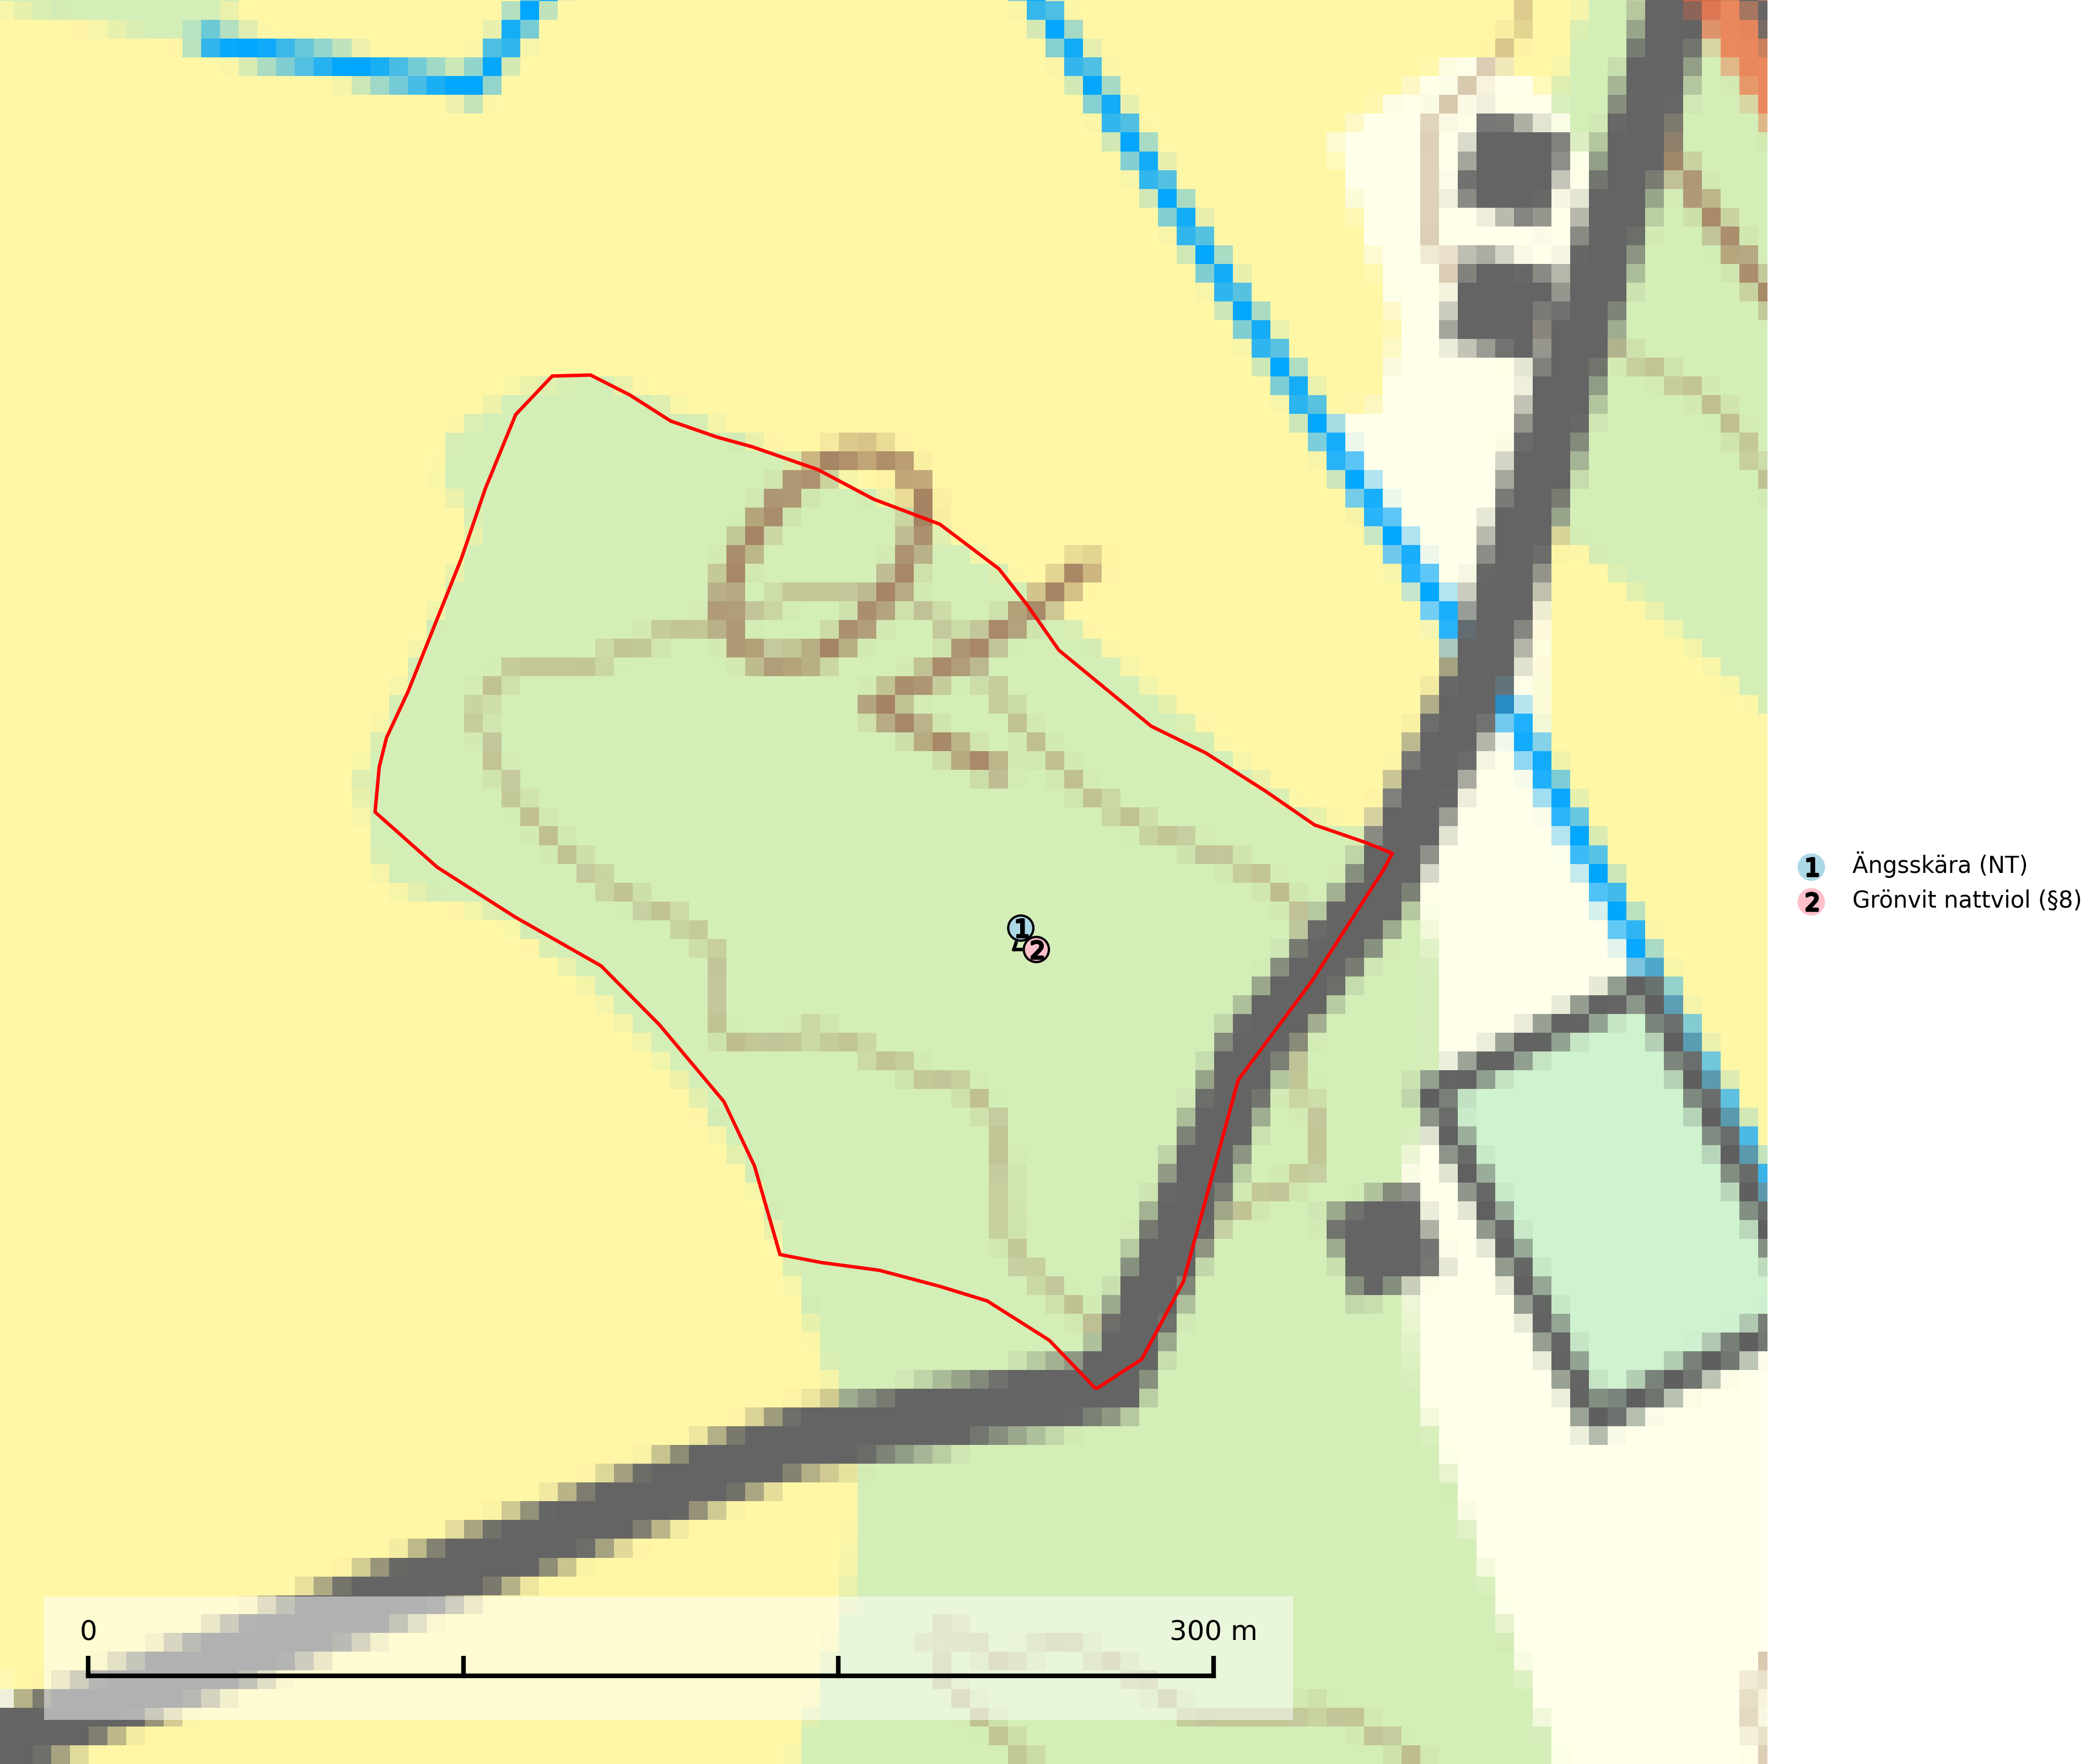 1 Ängsskära (NT)
2 Grönvit nattviol (§8)
1
2
0 300 m